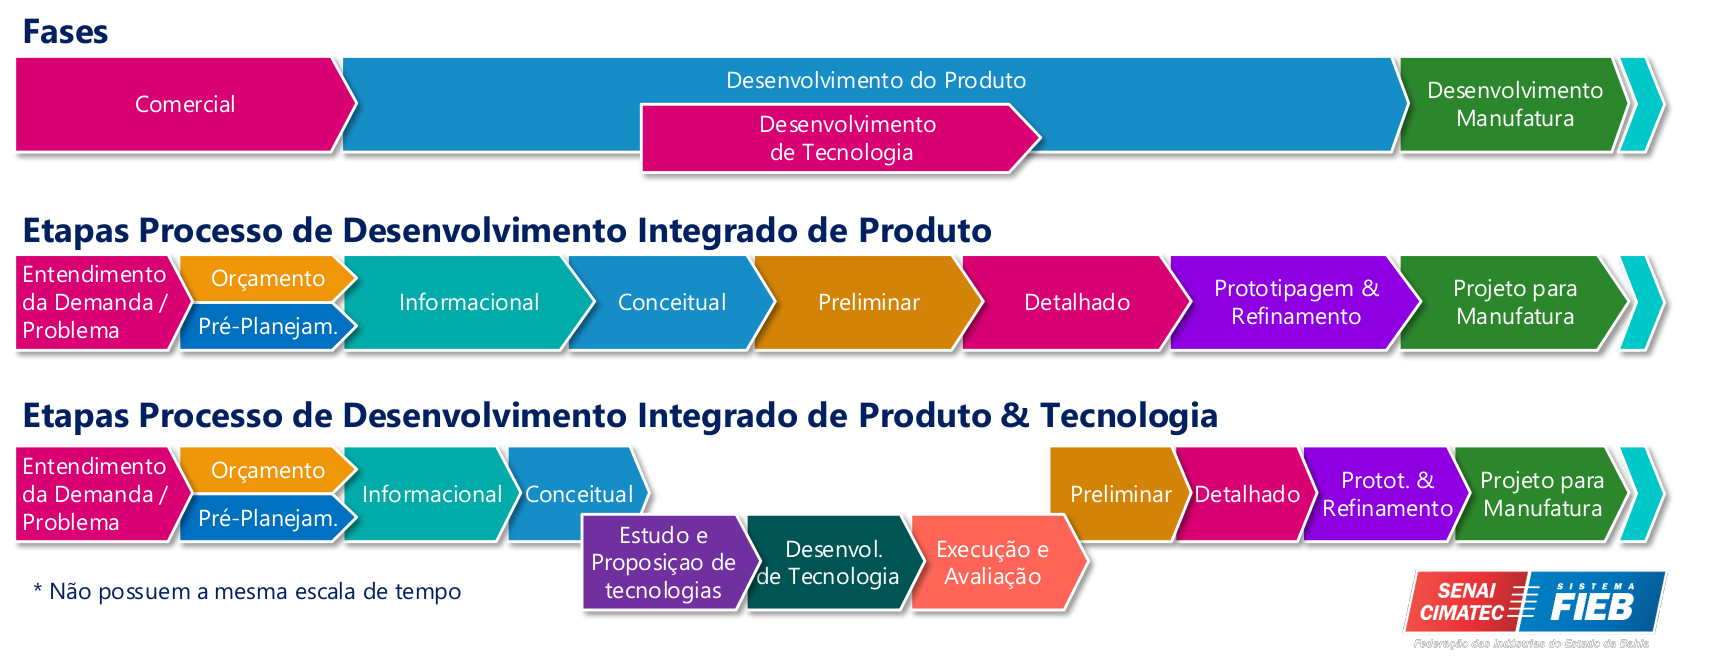 Fases
Comercial
Desenvolvimento do Produto
Desenvolvimento
de Tecnologia
Desenvolvimento
Manufatura
Etapas Processo de Desenvolvimento Integrado de Produto
Entendimento
da Demanda /
Problema
Orçamento
Pré-Planejam.
Informacional
Conceitual
Preliminar
Detalhado
Prototipagem &
Refinamento
Projeto para
Manufatura
Etapas Processo de Desenvolvimento Integrado de Produto & Tecnologia
Entendimento
da Demanda /
Problema
Orçamento
Pré-Planejam.
Informacional
Conceitual
Estudo e
Proposiçao de
tecnologias
Desenvol.
de Tecnologia
Execução e
Avaliação
Preliminar
Detalhado
Protot. &
Refinamento
Projeto para
Manufatura
* Não possuem a mesma escala de tempo
SENAI
CIMATEC
SISTEMA
FIEB
Federação das Indústrias do Estado da Bahia